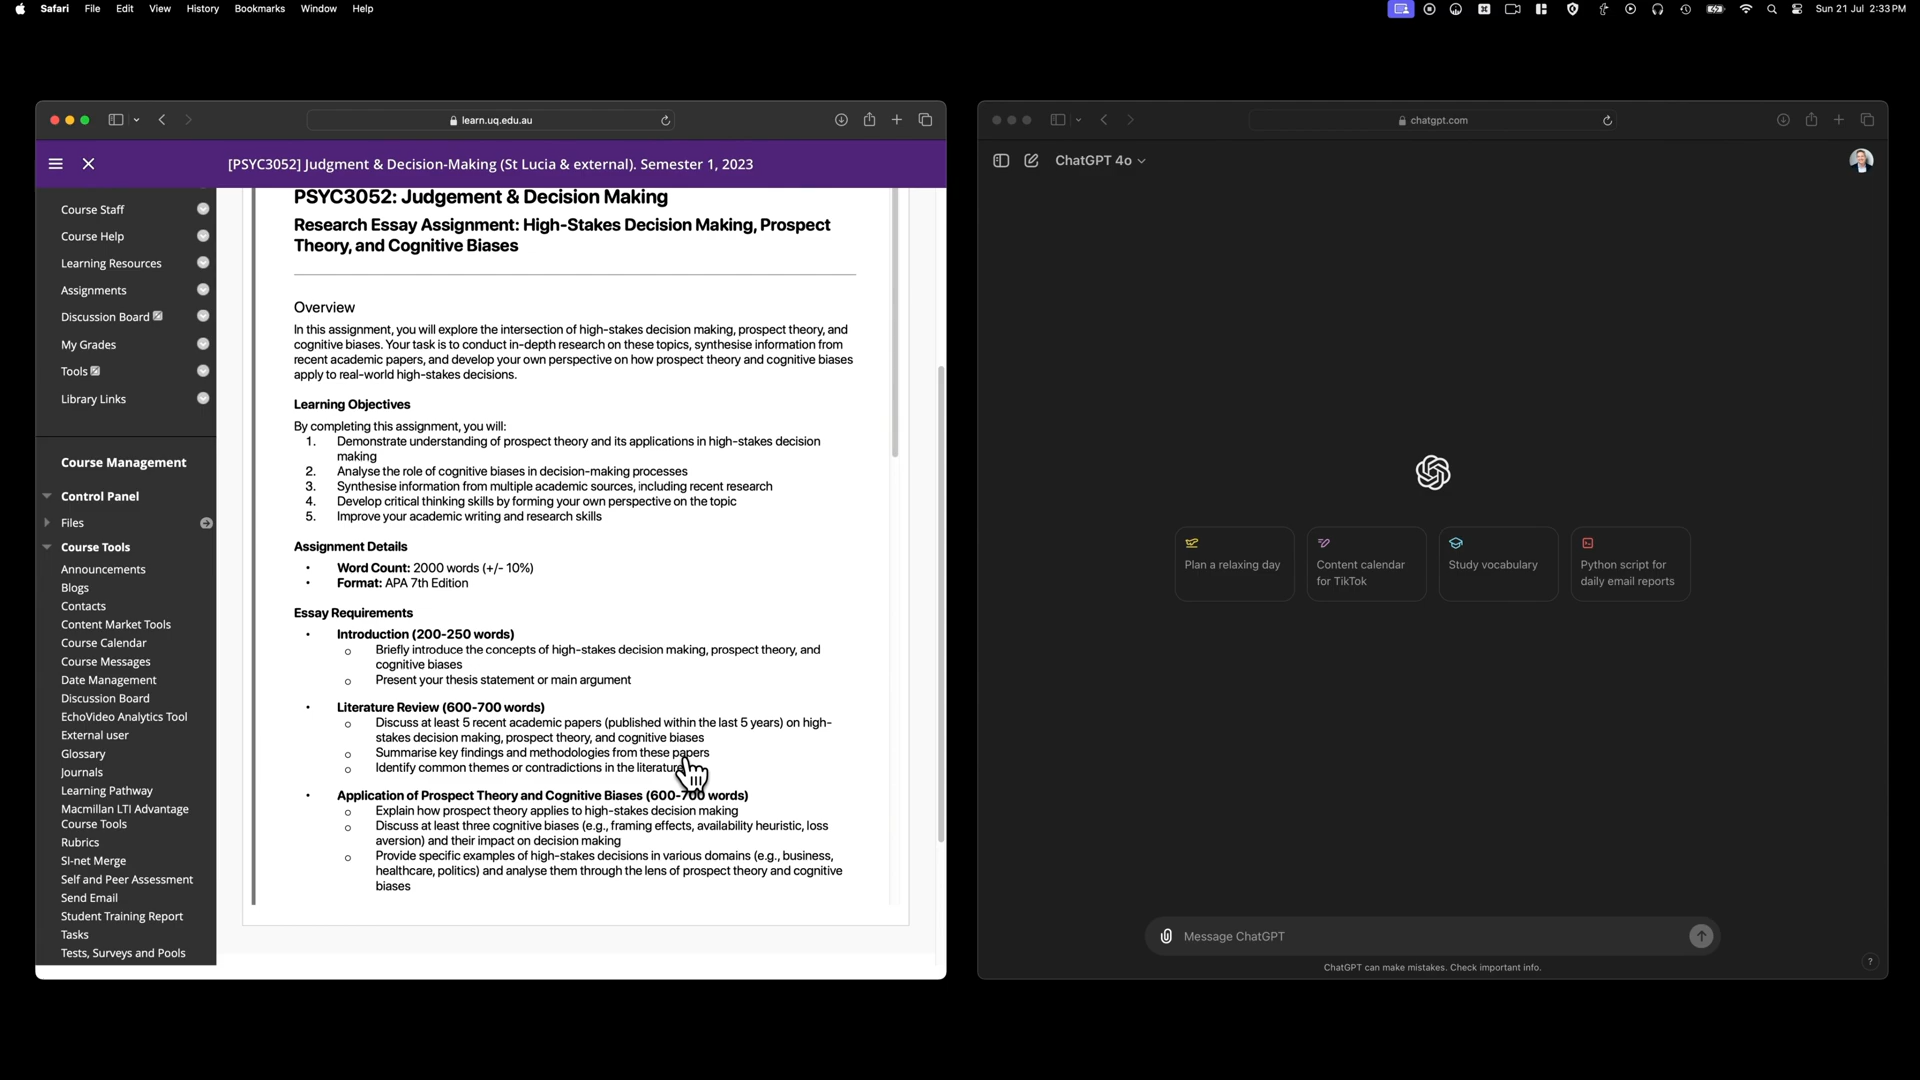 Safari File Edit View History Bookmarks Window Help
Sun 21 Jul 2:33 PM
learn.uq.edu.au
[PSYC3052] Judgment & Decision-Making (St Lucia & external). Semester 1, 2023
Course Staff
Course Help
Learning Resources
Assignments
Discussion Board
My Grades
Tools
Library Links
Course Management
Control Panel
Files
Course Tools
Announcements
Blogs
Contacts
Content Market Tools
Course Calendar
Course Messages
Date Management
Discussion Board
EchoVideo Analytics Tool
External user
Glossary
Journals
Learning Pathway
Macmillan LTI Advantage
Course Tools
Rubrics
SI-net Merge
Self and Peer Assessment
Send Email
Student Training Report
Tasks
Tests, Surveys and Pools
PSYC3052: Judgement & Decision Making
Research Essay Assignment: High-Stakes Decision Making, Prospect
Theory, and Cognitive Biases
Overview
In this assignment, you will explore the intersection of high-stakes decision making, prospect theory, and
cognitive biases. Your task is to conduct in-depth research on these topics, synthesise information from
recent academic papers, and develop your own perspective on how prospect theory and cognitive biases
apply to real-world high-stakes decisions.
Learning Objectives
By completing this assignment, you will:
1. Demonstrate understanding of prospect theory and its applications in high-stakes decision
making
2. Analyse the role of cognitive biases in decision-making processes
3. Synthesise information from multiple academic sources, including recent research
4. Develop critical thinking skills by forming your own perspective on the topic
5. Improve your academic writing and research skills
Assignment Details
• Word Count: 2000 words (+/- 10%)
• Format: APA 7th Edition
Essay Requirements
• Introduction (200-250 words)
o Briefly introduce the concepts of high-stakes decision making, prospect theory, and
cognitive biases
o Present your thesis statement or main argument
• Literature Review (600-700 words)
o Discuss at least 5 recent academic papers (published within the last 5 years) on high-
stakes decision making, prospect theory, and cognitive biases
o Summarise key findings and methodologies from these papers
o Identify common themes or contradictions in the literature
• Application of Prospect Theory and Cognitive Biases (600-700 words)
o Explain how prospect theory applies to high-stakes decision making
o Discuss at least three cognitive biases (e.g., framing effects, availability heuristic, loss
aversion) and their impact on decision making
o Provide specific examples of high-stakes decisions in various domains (e.g., business,
healthcare, politics) and analyse them through the lens of prospect theory and cognitive
biases
chatgpt.com
ChatGPT 4o
Plan a relaxing day
Content calendar
for TikTok
Study vocabulary
Python script for
daily email reports
Message ChatGPT
ChatGPT can make mistakes. Check important info.
?